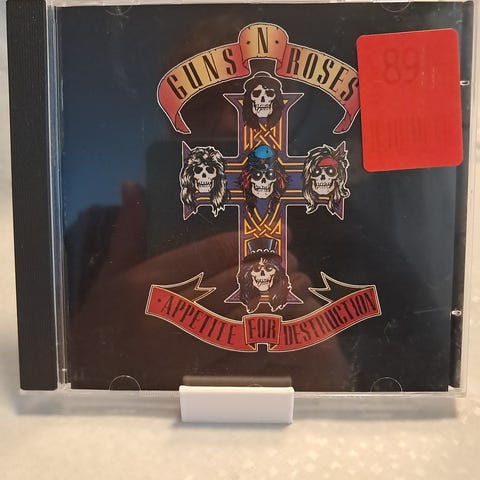 GUNS N ROSES
89
APPETITE FOR DESTRUCTION